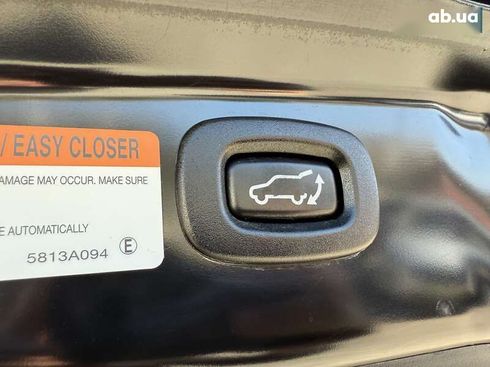 ab.ua
/ EASY CLOSER
AMAGE MAY OCCUR. MAKE SURE
E AUTOMATICALLY
5813A094 E